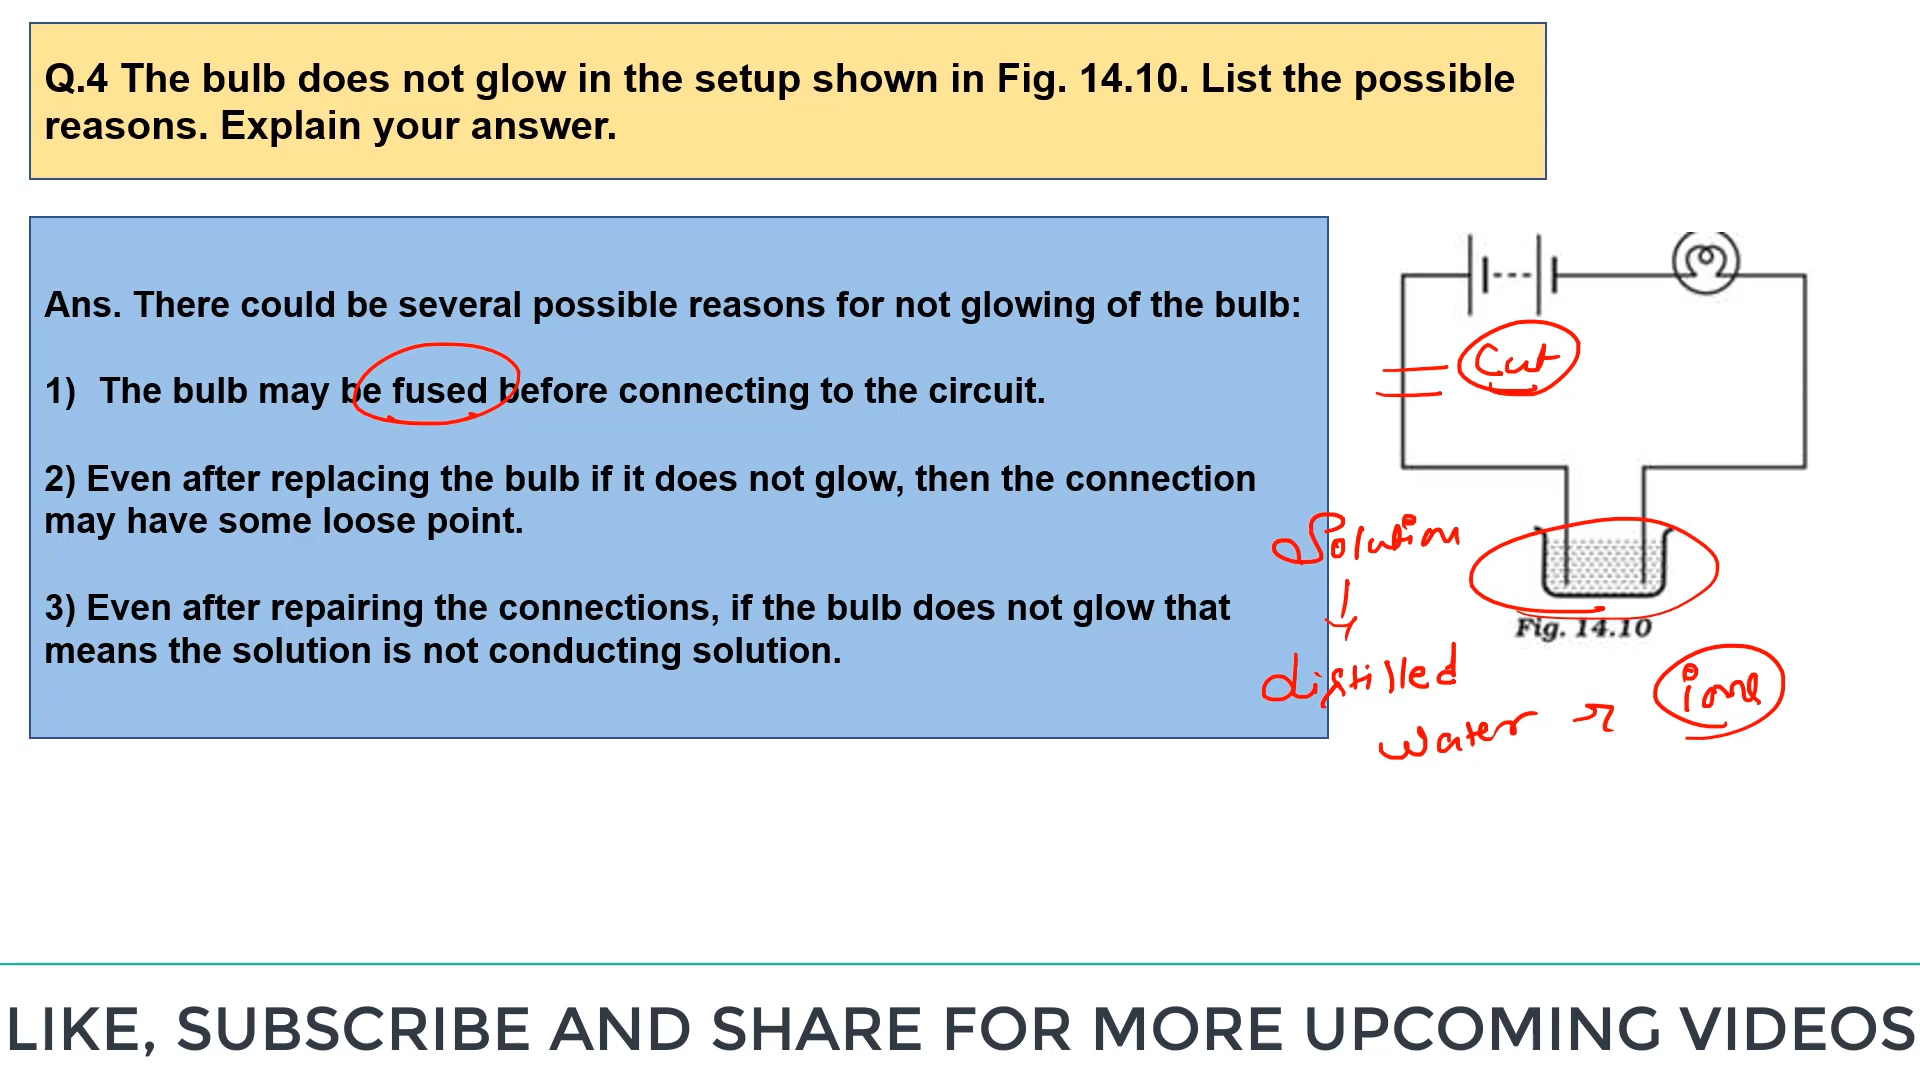 Q.4 The bulb does not glow in the setup shown in Fig. 14.10. List the possible
reasons. Explain your answer.
Ans. There could be several possible reasons for not glowing of the bulb:
1) The bulb may be fused before connecting to the circuit.
2) Even after replacing the bulb if it does not glow, then the connection
may have some loose point.
3) Even after repairing the connections, if the bulb does not glow that
means the solution is not conducting solution.
Cut
Solution
Fig. 14.10
distilled
water
ions
LIKE, SUBSCRIBE AND SHARE FOR MORE UPCOMING VIDEOS